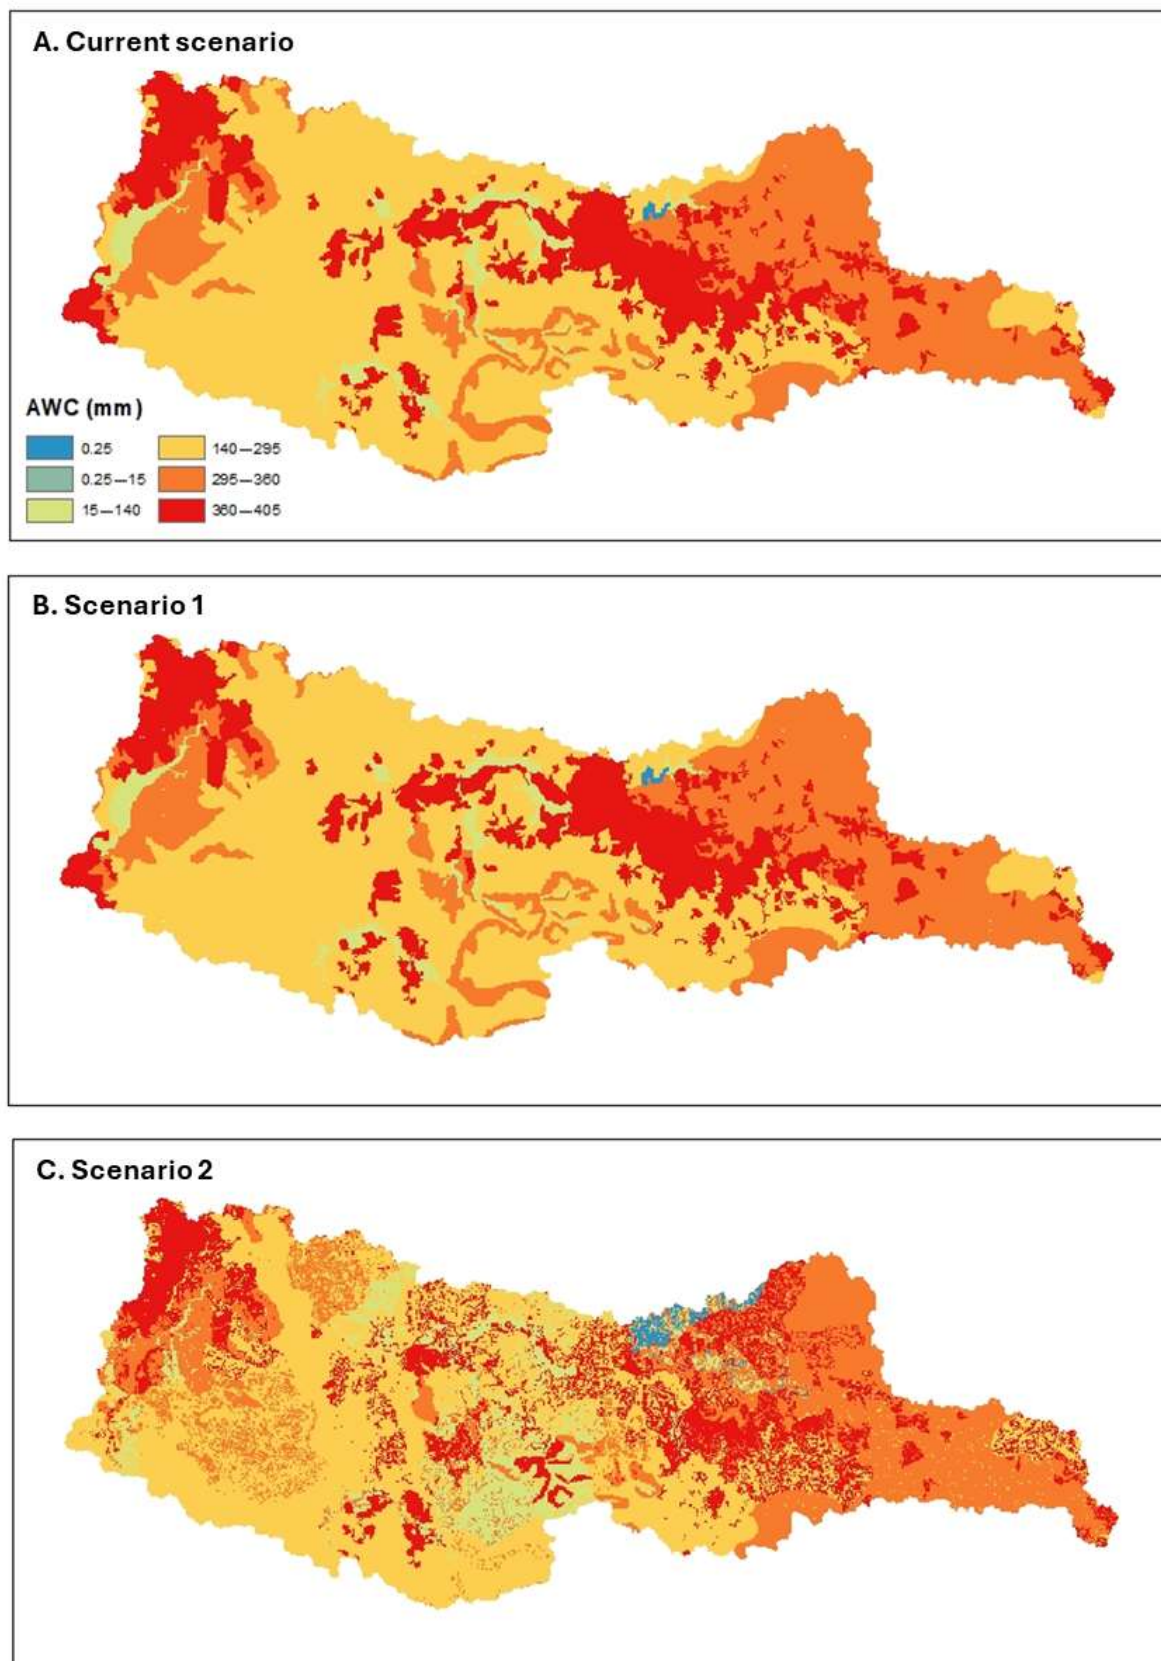 A. Current scenario
AWC (mm)
0.25 140—295
0.25—15 295—360
15—140 360—405
B. Scenario 1
C. Scenario 2